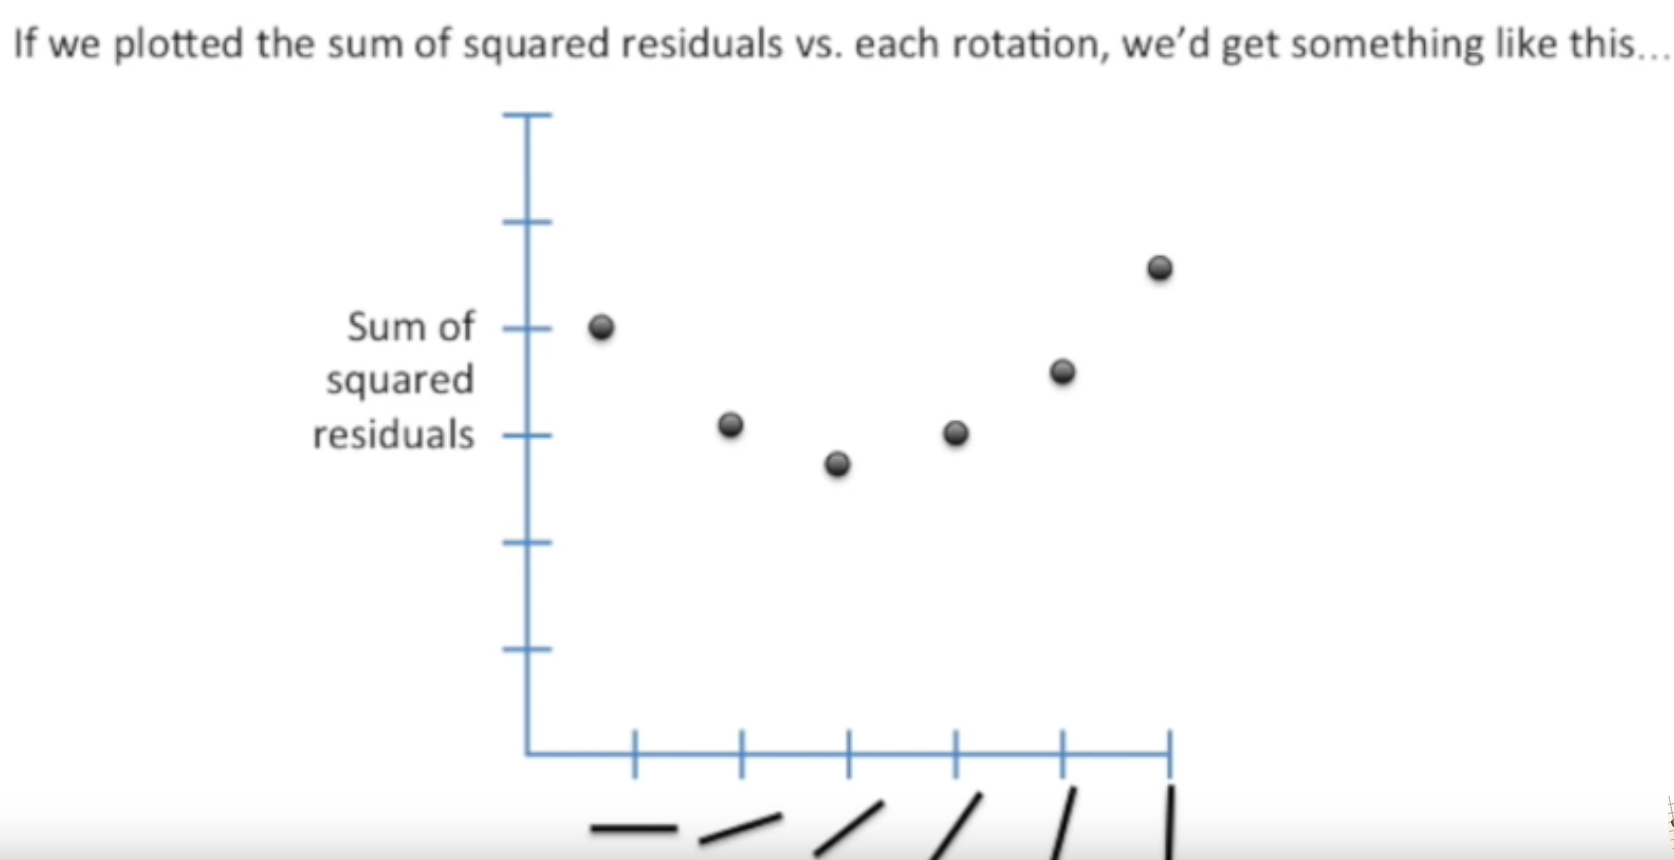 If we plotted the sum of squared residuals vs. each rotation, we’d get something like this...
Sum of
squared
residuals